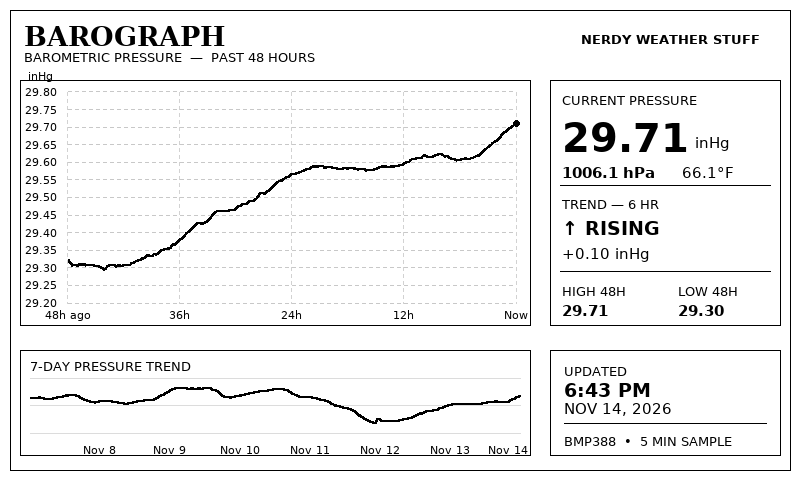 BAROGRAPH
BAROMETRIC PRESSURE — PAST 48 HOURS
NERDY WEATHER STUFF
inHg
29.80
29.75
29.70
29.65
29.60
29.55
29.50
29.45
29.40
29.35
29.30
29.25
29.20
48h ago 36h 24h 12h Now
CURRENT PRESSURE
29.71 inHg
1006.1 hPa 66.1°F
TREND — 6 HR
↑ RISING
+0.10 inHg
HIGH 48H LOW 48H
29.71 29.30
7-DAY PRESSURE TREND
Nov 8 Nov 9 Nov 10 Nov 11 Nov 12 Nov 13 Nov 14
UPDATED
6:43 PM
NOV 14, 2026
BMP388 • 5 MIN SAMPLE